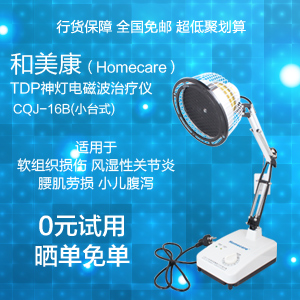 行货保障 全国免邮 超低聚划算
和美康（Homecare）
TDP神灯电磁波治疗仪
CQJ-16B(小台式)
适用于
软组织损伤 风湿性关节炎
腰肌劳损 小儿腹泻
0元试用
晒单免单
Homecare